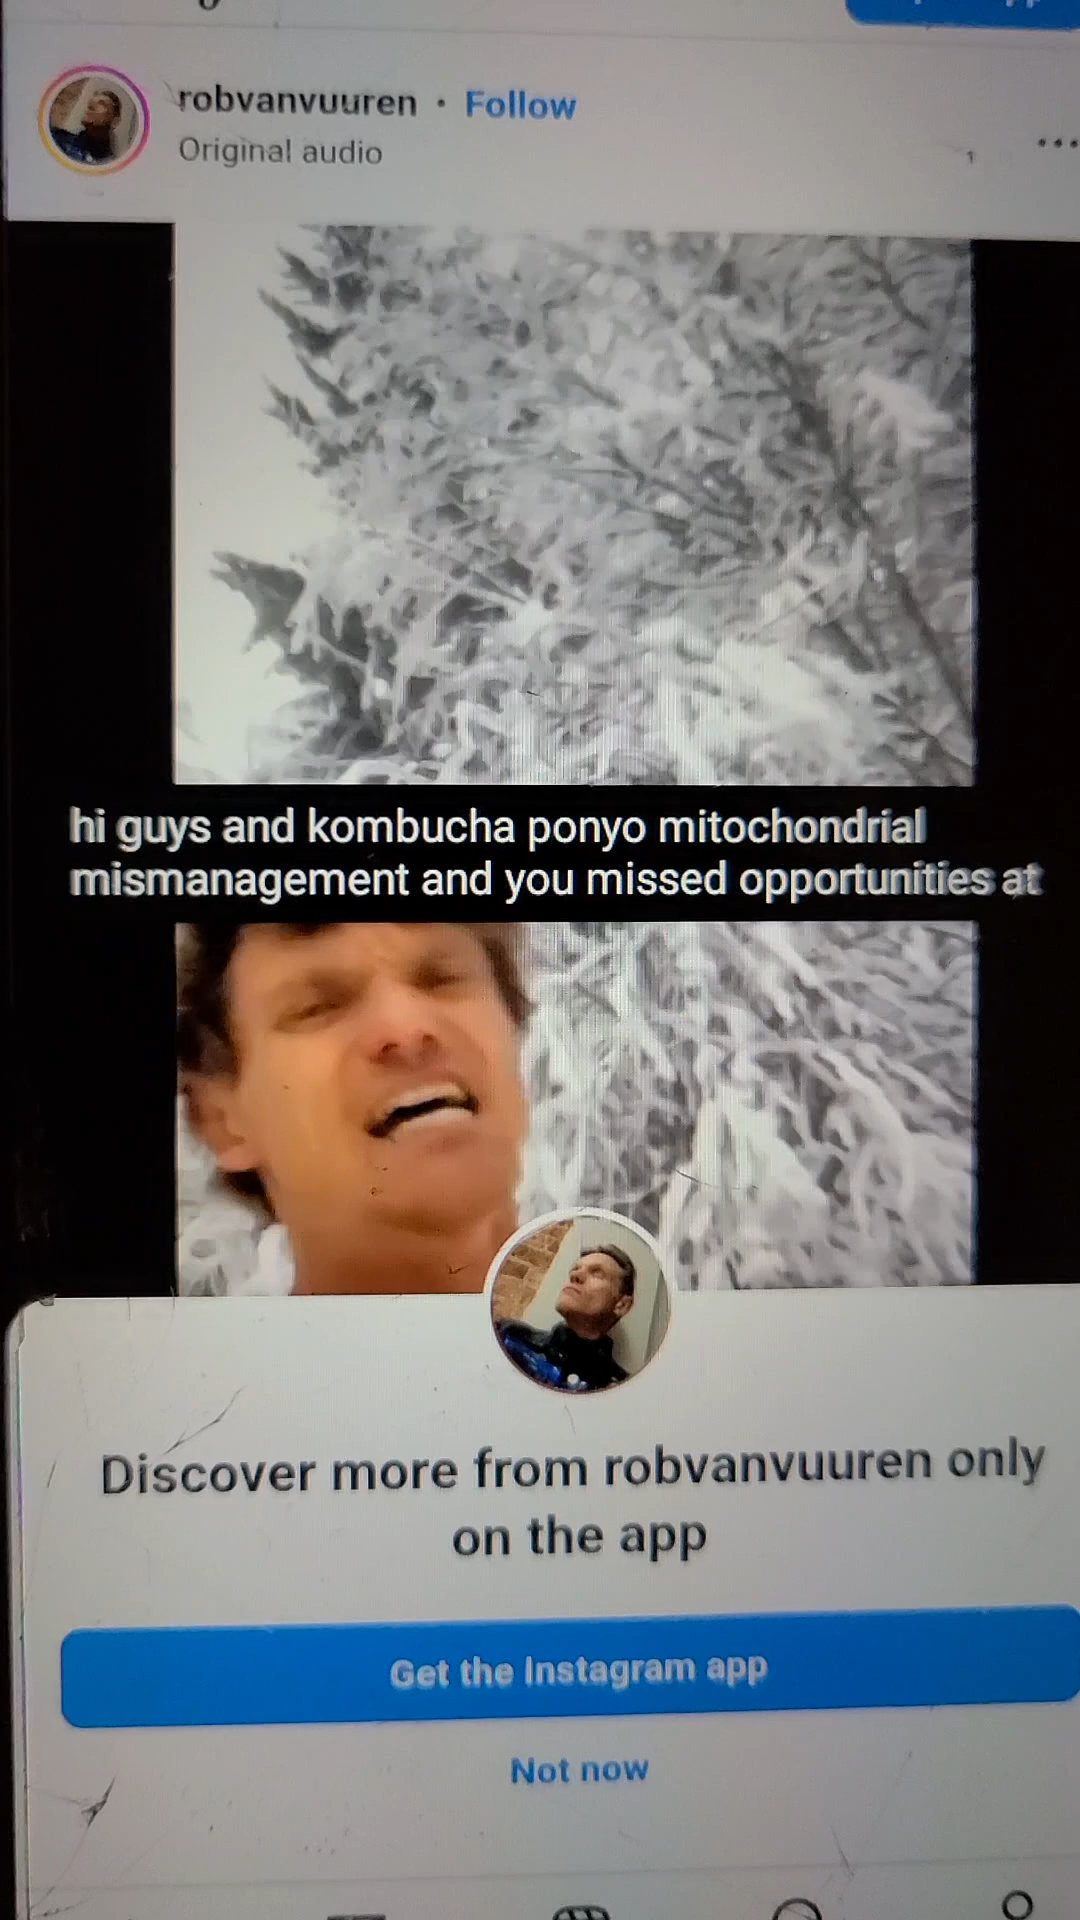 robvanvuuren • Follow
Original audio
hi guys and kombucha ponyo mitochondrial
mismanagement and you missed opportunities at
Discover more from robvanvuuren only
on the app
Get the Instagram app
Not now